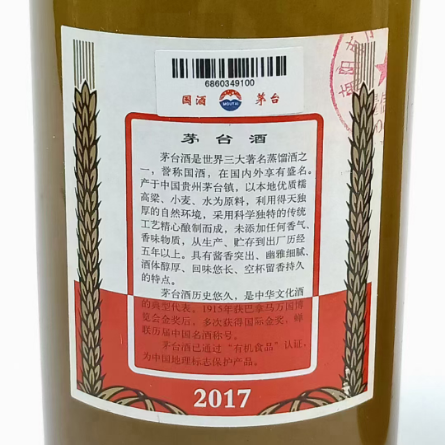 6860349100
国酒 茅台
MOUTAI
茅台酒
茅台酒是世界三大著名蒸馏酒之
一，誉称国酒，在国内外享有盛名。
产于中国贵州茅台镇，以本地优质糯
高粱、小麦、水为原料，利用得天独
厚的自然环境，采用科学独特的传统
工艺精心酿制而成，未添加任何香气、
香味物质，从生产、贮存到出厂历经
五年以上。具有酱香突出、幽雅细腻、
酒体醇厚、回味悠长、空杯留香持久
的特点。
茅台酒历史悠久，是中华文化酒
的典型代表。1915年获巴拿马万国博
览会金奖后，多次获得国际金奖，蝉
联历届中国名酒称号。
茅台酒已通过“有机食品”认证，
为中国地理标志保护产品。
2017